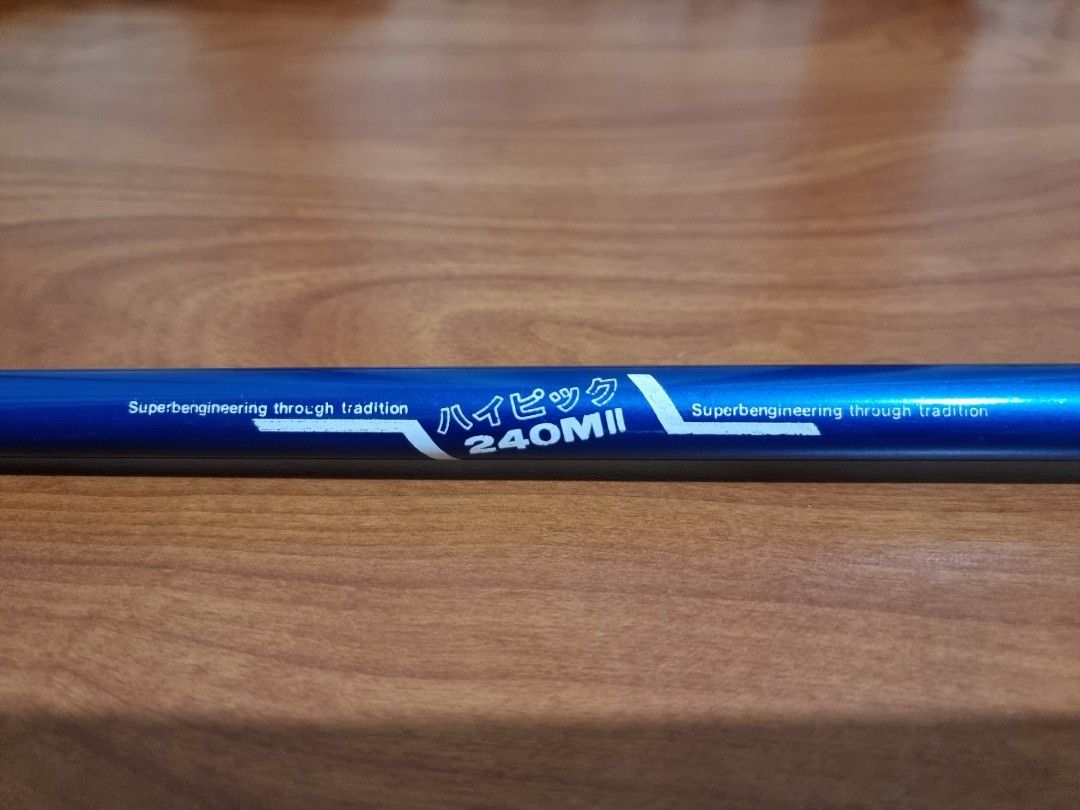 Superbengineering through tradition
ハイピック
240MII
Superbengineering through tradition